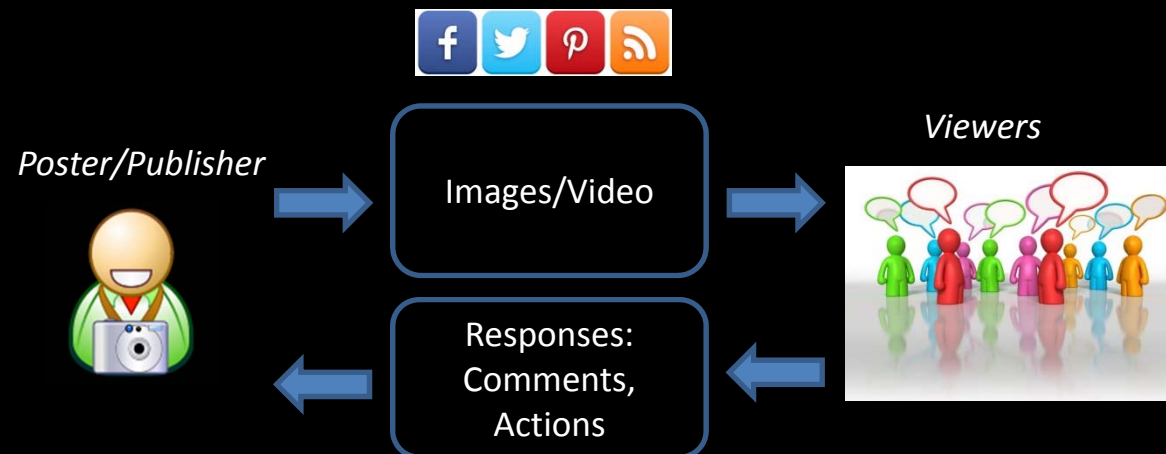 Poster/Publisher
Images/Video
Viewers
Responses:
Comments,
Actions